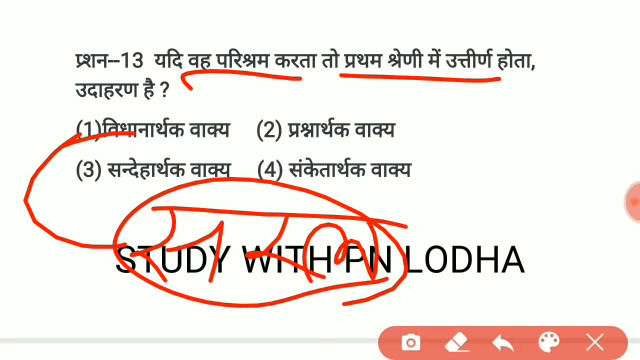 प्रशन--13 यदि वह परिश्रम करता तो प्रथम श्रेणी में उत्तीर्ण होता,
उदाहरण है ?
(1)विधानार्थक वाक्य (2) प्रश्नार्थक वाक्य
(3) सन्देहार्थक वाक्य (4) संकेतार्थक वाक्य
सरल
STUDY WITH PN LODHA